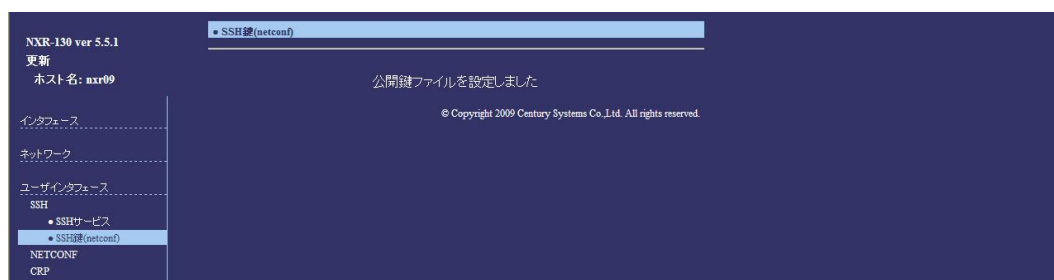 NXR-130 ver 5.5.1
更新
ホスト名: nxr09
インタフェース
ネットワーク
ユーザインタフェース
SSH
● SSHサービス
● SSH鍵(netconf)
NETCONF
CRP
● SSH鍵(netconf)
公開鍵ファイルを設定しました
© Copyright 2009 Century Systems Co.,Ltd. All rights reserved.